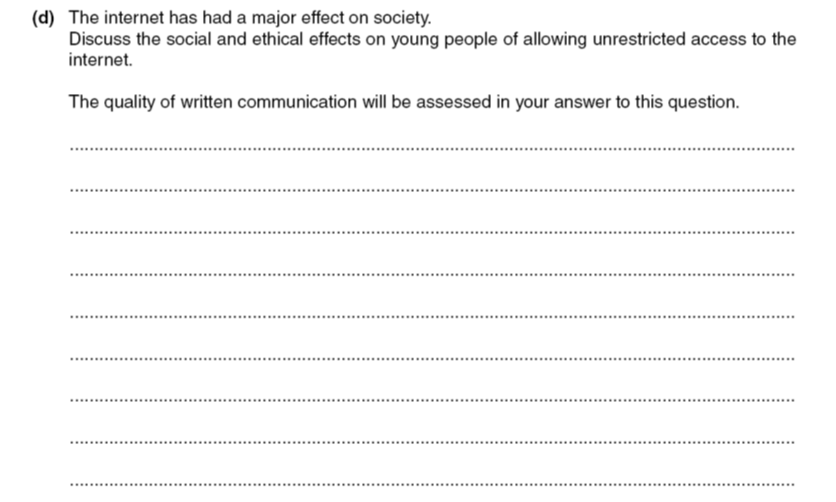 (d) The internet has had a major effect on society.
Discuss the social and ethical effects on young people of allowing unrestricted access to the
internet.
The quality of written communication will be assessed in your answer to this question.